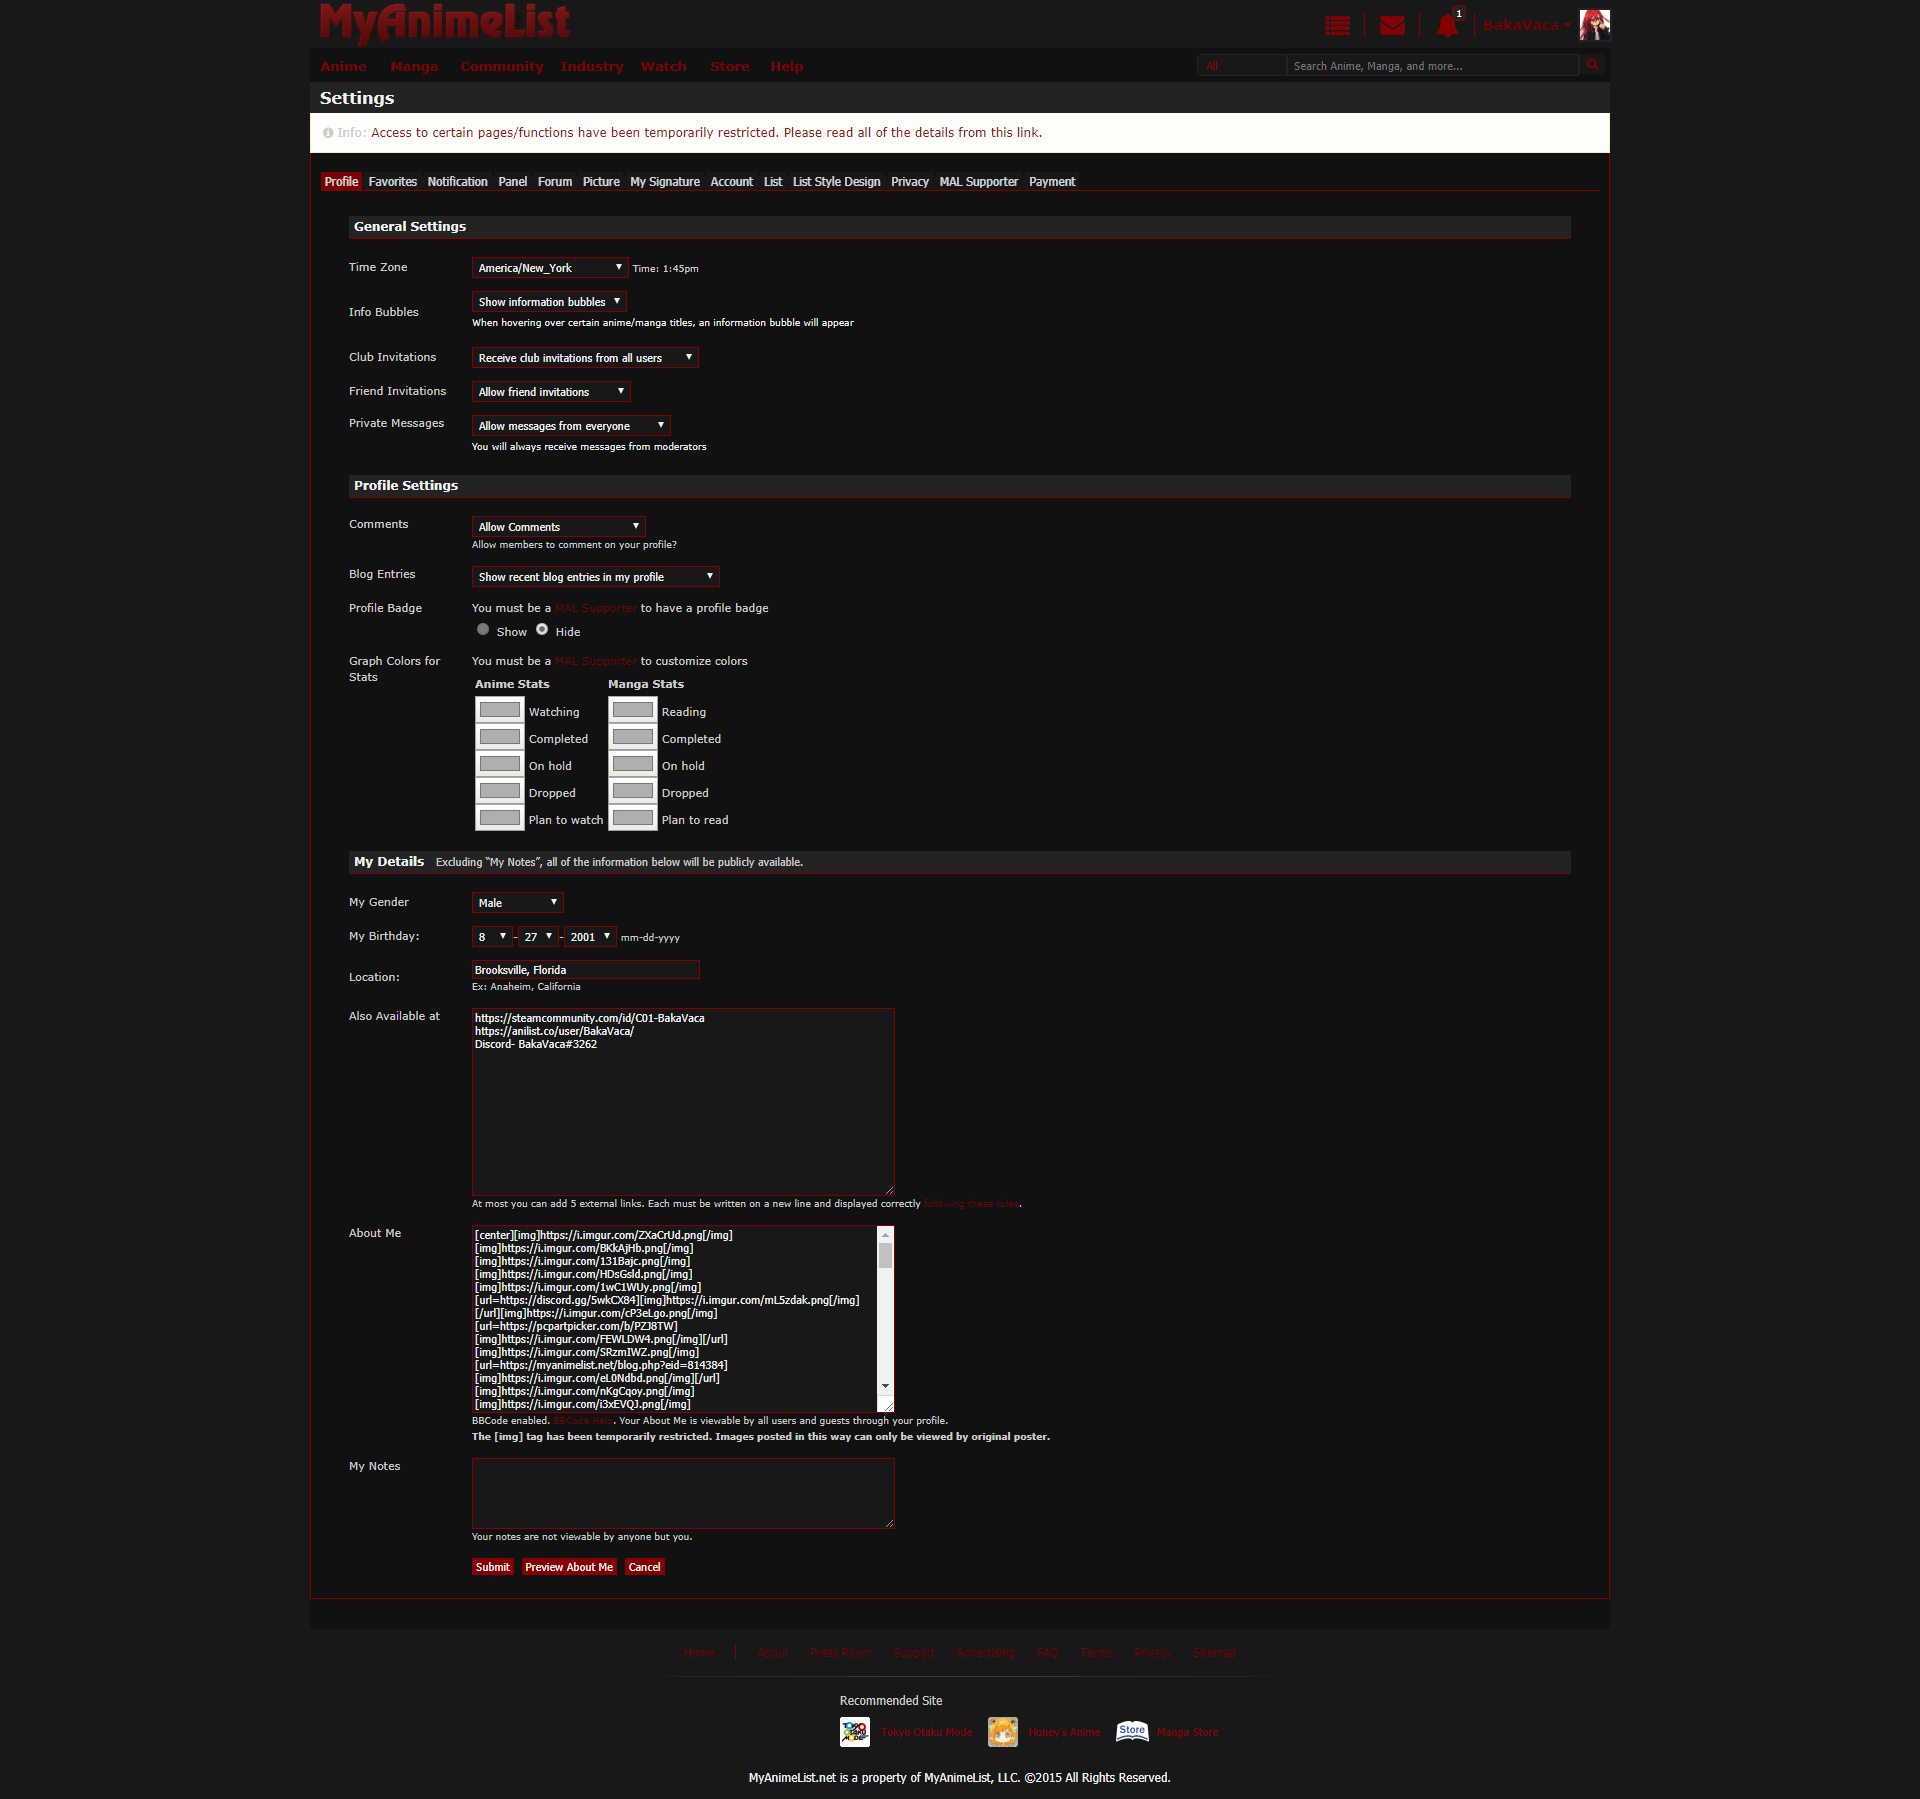 MyAnimeList
1
BakaVaca
Anime Manga Community Industry Watch Store Help
All Search Anime, Manga, and more...
Settings
Info: Access to certain pages/functions have been temporarily restricted. Please read all of the details from this link.
Profile Favorites Notification Panel Forum Picture My Signature Account List List Style Design Privacy MAL Supporter Payment
General Settings
Time Zone America/New_York Time: 1:45pm
Info Bubbles Show information bubbles
When hovering over certain anime/manga titles, an information bubble will appear
Club Invitations Receive club invitations from all users
Friend Invitations Allow friend invitations
Private Messages Allow messages from everyone
You will always receive messages from moderators
Profile Settings
Comments Allow Comments
Allow members to comment on your profile?
Blog Entries Show recent blog entries in my profile
Profile Badge You must be a MAL Supporter to have a profile badge
Show Hide
Graph Colors for Stats You must be a MAL Supporter to customize colors
Anime Stats Manga Stats
Watching Reading
Completed Completed
On hold On hold
Dropped Dropped
Plan to watch Plan to read
My Details Excluding “My Notes”, all of the information below will be publicly available.
My Gender Male
My Birthday: 8 - 27 - 2001 mm-dd-yyyy
Location: Brooksville, Florida
Ex: Anaheim, California
Also Available at https://steamcommunity.com/id/C01-BakaVaca
https://anilist.co/user/BakaVaca/
Discord- BakaVaca#3262
At most you can add 5 external links. Each must be written on a new line and displayed correctly following these rules.
About Me [center][img]https://i.imgur.com/ZXaCrUd.png[/img]
[img]https://i.imgur.com/BKkAjHb.png[/img]
[img]https://i.imgur.com/131Bajc.png[/img]
[img]https://i.imgur.com/HDsGsld.png[/img]
[img]https://i.imgur.com/1wC1WUy.png[/img]
[url=https://discord.gg/5wkCX84][img]https://i.imgur.com/mL5zdak.png[/img]
[/url][img]https://i.imgur.com/cP3eLgo.png[/img]
[url=https://pcpartpicker.com/b/PZJ8TW]
[img]https://i.imgur.com/FEWLDW4.png[/img][/url]
[img]https://i.imgur.com/SRzmIWZ.png[/img]
[url=https://myanimelist.net/blog.php?eid=814384]
[img]https://i.imgur.com/eL0Ndbd.png[/img][/url]
[img]https://i.imgur.com/nKgCqoy.png[/img]
[img]https://i.imgur.com/i3xEVQJ.png[/img]
BBCode enabled. BBCode Help. Your About Me is viewable by all users and guests through your profile.
The [img] tag has been temporarily restricted. Images posted in this way can only be viewed by original poster.
My Notes
Your notes are not viewable by anyone but you.
Submit Preview About Me Cancel
Home About Press Room Support Advertising FAQ Terms Privacy Sitemap
Recommended Site
TOKYO OTAKU MODE Tokyo Otaku Mode Honey's Anime Store Manga Store
MyAnimeList.net is a property of MyAnimeList, LLC. ©2015 All Rights Reserved.